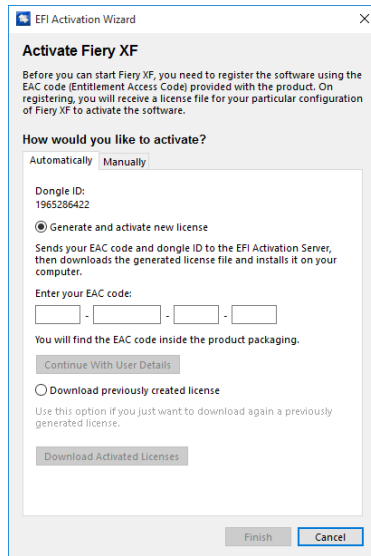 EFI Activation Wizard
Activate Fiery XF
Before you can start Fiery XF, you need to register the software using the
EAC code (Entitlement Access Code) provided with the product. On
registering, you will receive a license file for your particular configuration
of Fiery XF to activate the software.
How would you like to activate?
Automatically Manually
Dongle ID:
1965286422
Generate and activate new license
Sends your EAC code and dongle ID to the EFI Activation Server,
then downloads the generated license file and installs it on your
computer.
Enter your EAC code:
- - -
You will find the EAC code inside the product packaging.
Continue With User Details
Download previously created license
Use this option if you just want to download again a previously
generated license.
Download Activated Licenses
Finish Cancel